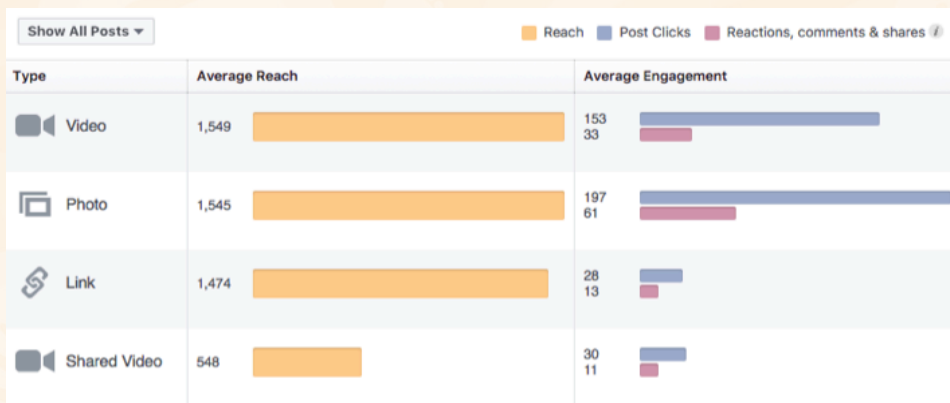 Show All Posts
Reach Post Clicks Reactions, comments & shares i
Type Average Reach Average Engagement
Video 1,549 153
33
Photo 1,545 197
61
Link 1,474 28
13
Shared Video 548 30
11